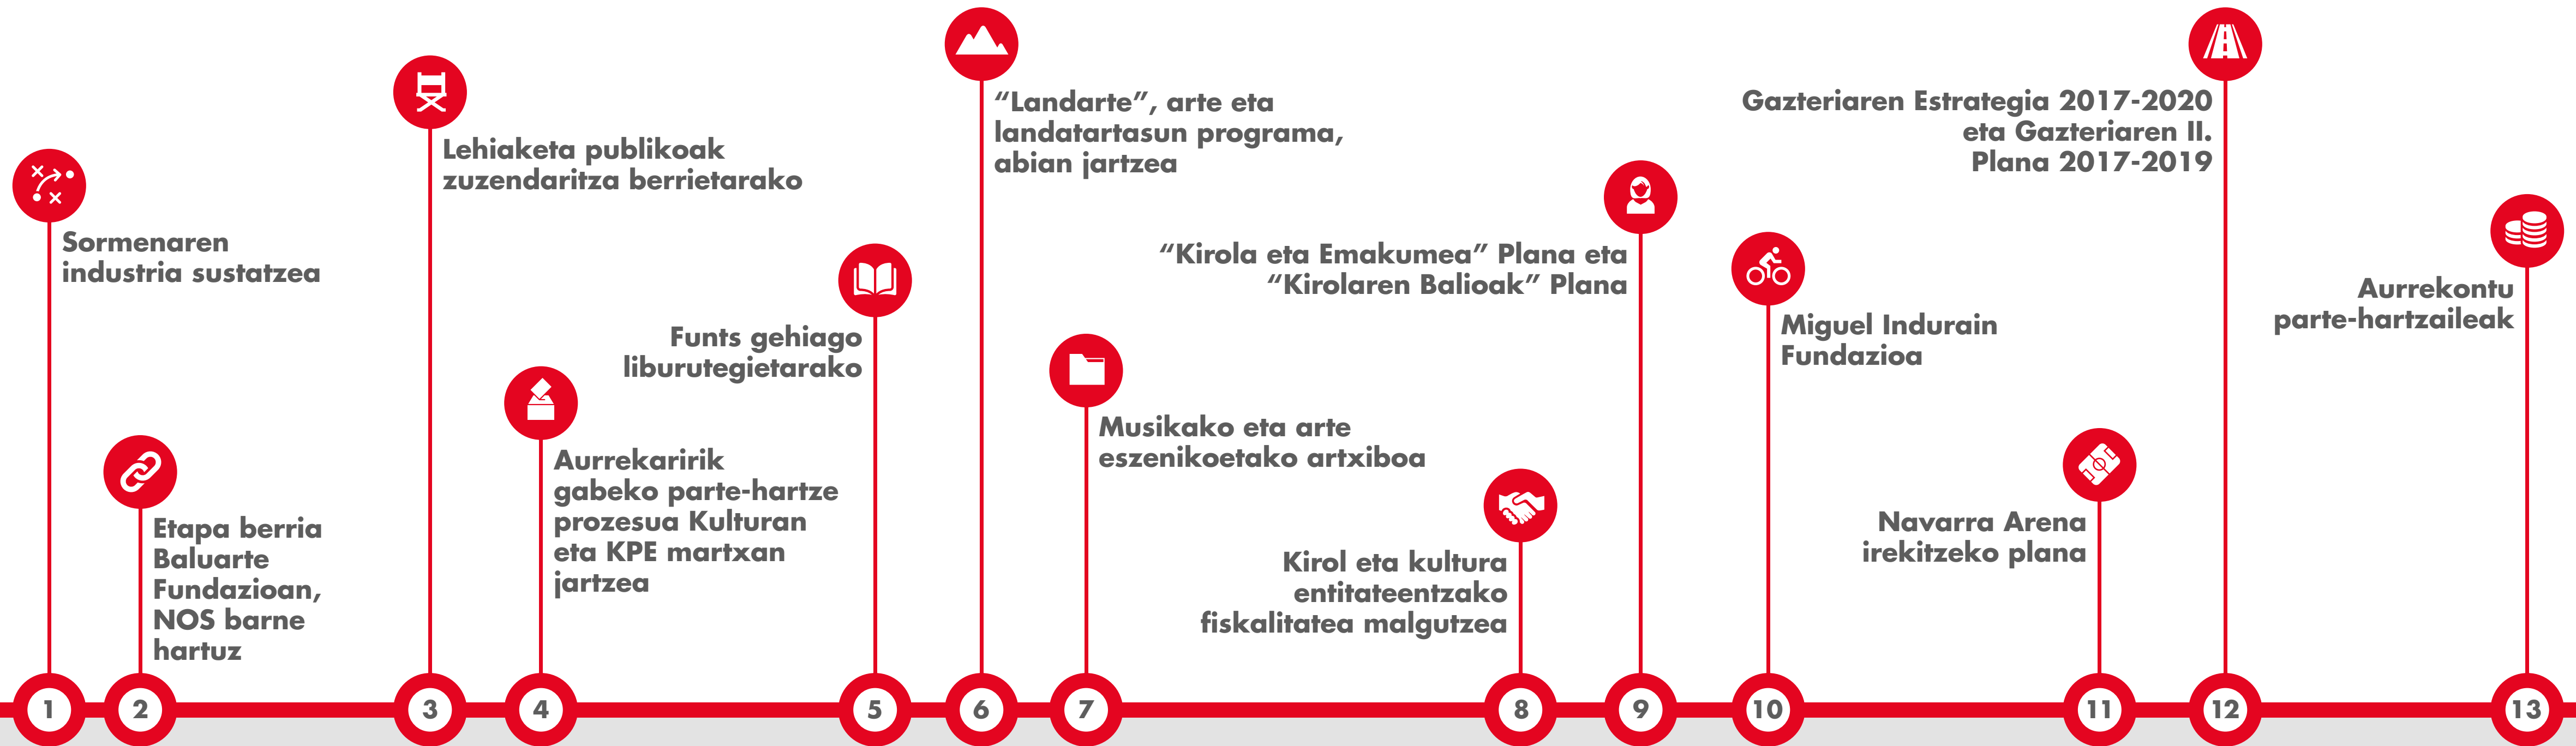 Sormenaren
industria sustatzea
Etapa berria
Baluarte
Fundazioan,
NOS barne
hartuz
Lehiaketa publikoak
zuzendaritza berrietarako
Aurrekaririk
gabeko parte-hartze
prozesua Kulturan
eta KPE martxan
jartzea
Funts gehiago
liburutegietarako
“Landarte”, arte eta
landatartasun programa,
abian jartzea
Musikako eta arte
eszenikoetako artxiboa
Kirol eta kultura
entitateentzako
fiskalitatea malgutzea
“Kirola eta Emakumea” Plana eta
“Kirolaren Balioak” Plana
Miguel Indurain
Fundazioa
Navarra Arena
irekitzeko plana
Gazteriaren Estrategia 2017-2020
eta Gazteriaren II.
Plana 2017-2019
Aurrekontu
parte-hartzaileak
1 2 3 4 5 6 7 8 9 10 11 12 13